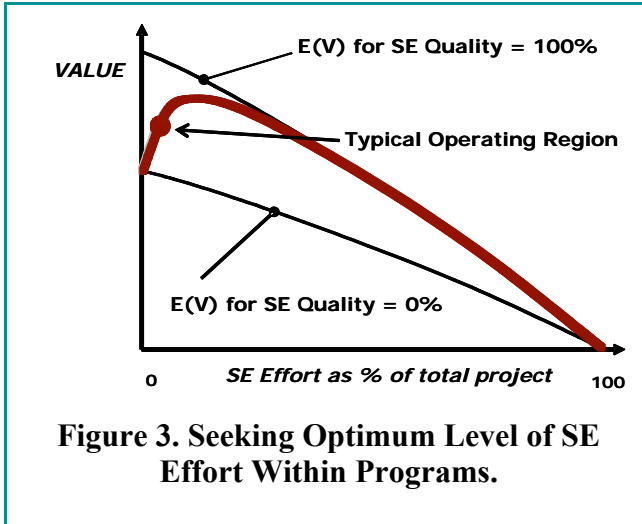 E(V) for SE Quality = 100%
VALUE
Typical Operating Region
E(V) for SE Quality = 0%
0
SE Effort as % of total project
100
Figure 3. Seeking Optimum Level of SE
Effort Within Programs.